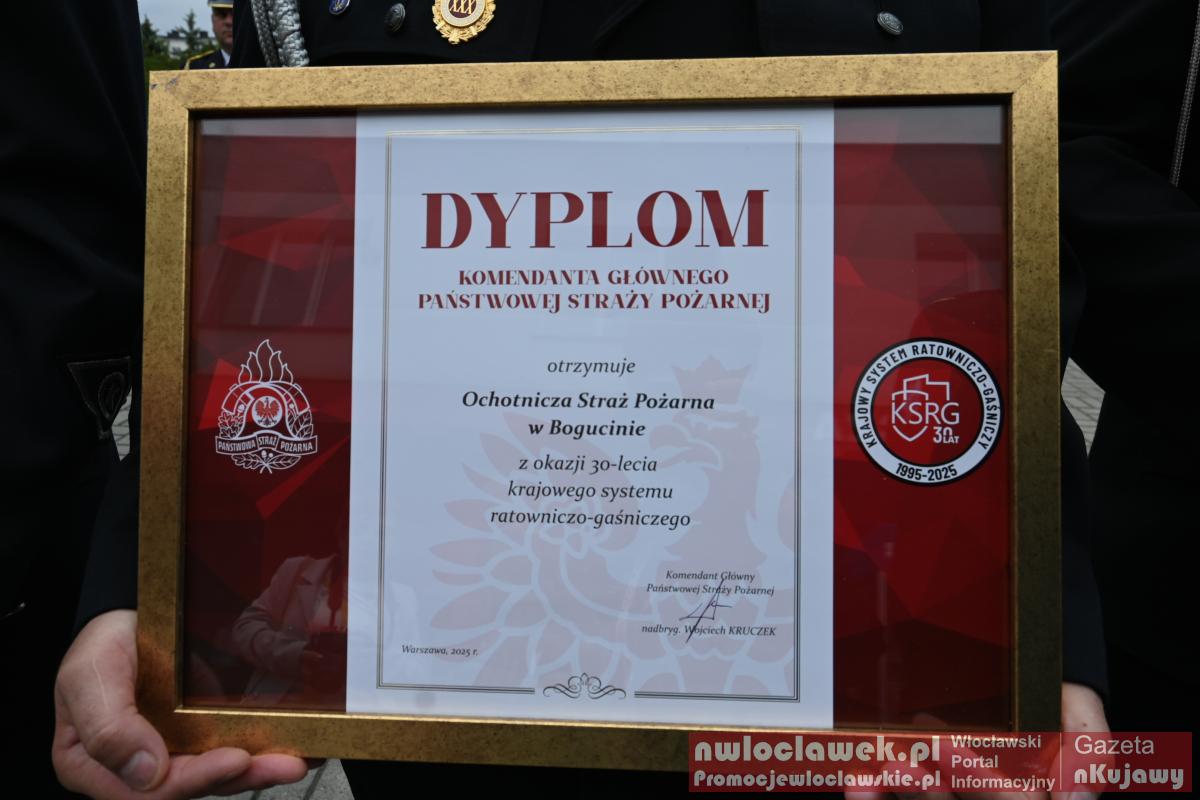 XXX
DYPLOM
KOMENDANTA GŁÓWNEGO
PAŃSTWOWEJ STRAŻY POŻARNEJ
otrzymuje
Ochotnicza Straż Pożarna
w Bogucinie
z okazji 30-lecia
krajowego systemu
ratowniczo-gaśniczego
Komendant Główny
Państwowej Straży Pożarnej
nadbryg. Wojciech KRUCZEK
Warszawa, 2025 r.
PAŃSTWOWA STRAŻ POŻARNA
KRAJOWY SYSTEM RATOWNICZO-GAŚNICZY
KSRG
30 LAT
1995-2025
nwloclawek.pl
Promocjewloclawskie.pl
Włocławski
Portal
Informacyjny
Gazeta
nKujawy